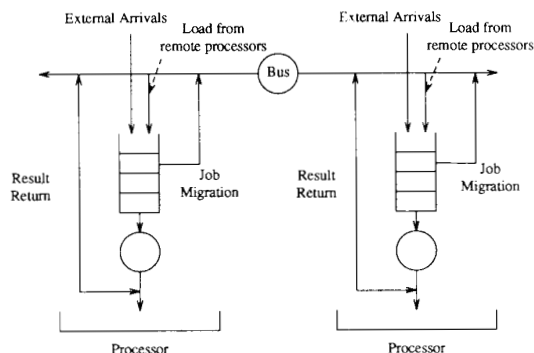 External Arrivals
Load from
remote processors
External Arrivals
Load from
remote processors
Bus
Result
Return
Job
Migration
Result
Return
Job
Migration
Processor
Processor